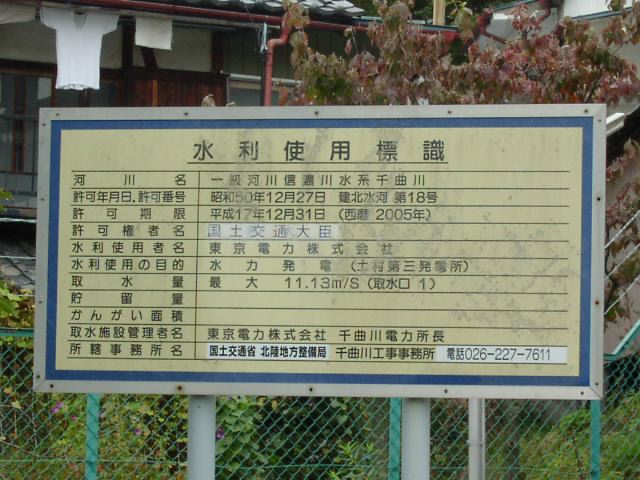 水利使用標識
河川名 一級河川信濃川水系千曲川
許可年月日.許可番号 昭和50年12月27日 建北水河 第18号
許可期限 平成17年12月31日 (西暦 2005年)
許可権者名 国土交通大臣
水利使用者名 東京電力株式会社
水利使用の目的 水力発電 (土村第三発電所)
取水量 最大 11.13m/S (取水口 1)
貯留量
かんがい面積
取水施設管理者名 東京電力株式会社 千曲川電力所長
所轄事務所名 国土交通省 北陸地方整備局 千曲川工事事務所 電話026-227-7611